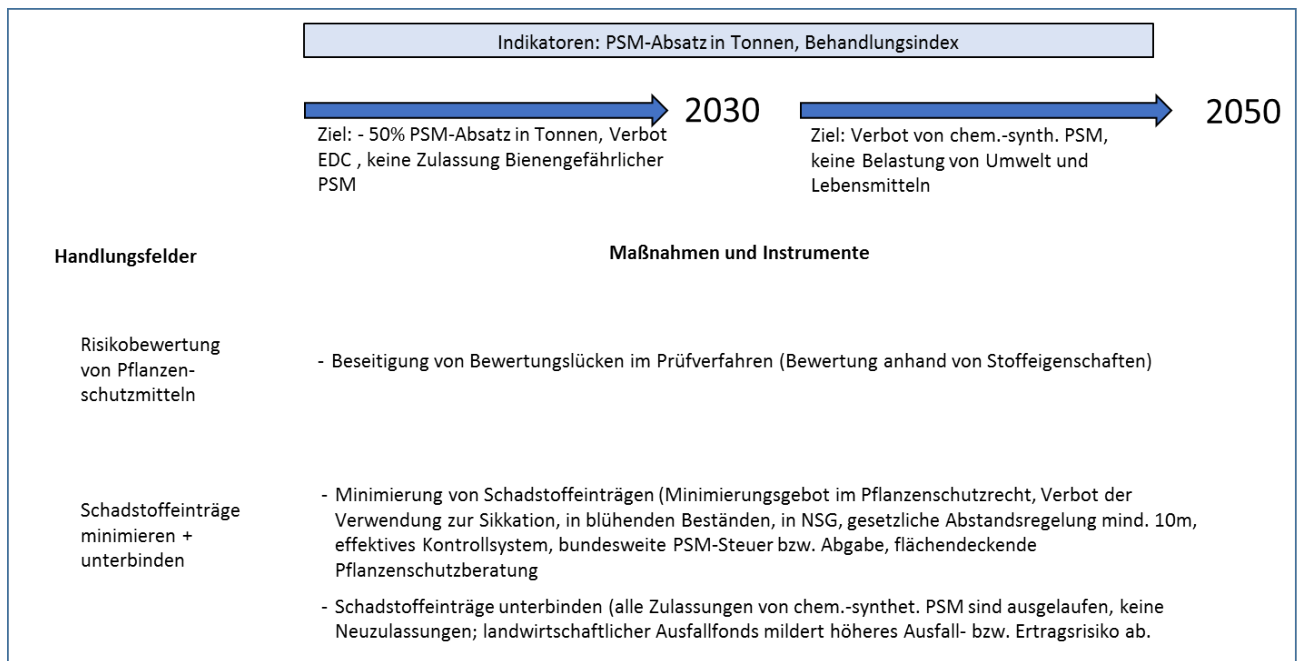 Indikatoren: PSM-Absatz in Tonnen, Behandlungsindex
2030
2050
Ziel: - 50% PSM-Absatz in Tonnen, Verbot
EDC , keine Zulassung Bienengefährlicher
PSM
Ziel: Verbot von chem.-synth. PSM,
keine Belastung von Umwelt und
Lebensmitteln
Handlungsfelder
Maßnahmen und Instrumente
Risikobewertung
von Pflanzen-
schutzmitteln
- Beseitigung von Bewertungslücken im Prüfverfahren (Bewertung anhand von Stoffeigenschaften)
Schadstoffeinträge
minimieren +
unterbinden
- Minimierung von Schadstoffeinträgen (Minimierungsgebot im Pflanzenschutzrecht, Verbot der
Verwendung zur Sikkation, in blühenden Beständen, in NSG, gesetzliche Abstandsregelung mind. 10m,
effektives Kontrollsystem, bundesweite PSM-Steuer bzw. Abgabe, flächendeckende
Pflanzenschutzberatung
- Schadstoffeinträge unterbinden (alle Zulassungen von chem.-synthet. PSM sind ausgelaufen, keine
Neuzulassungen; landwirtschaftlicher Ausfallfonds mildert höheres Ausfall- bzw. Ertragsrisiko ab.